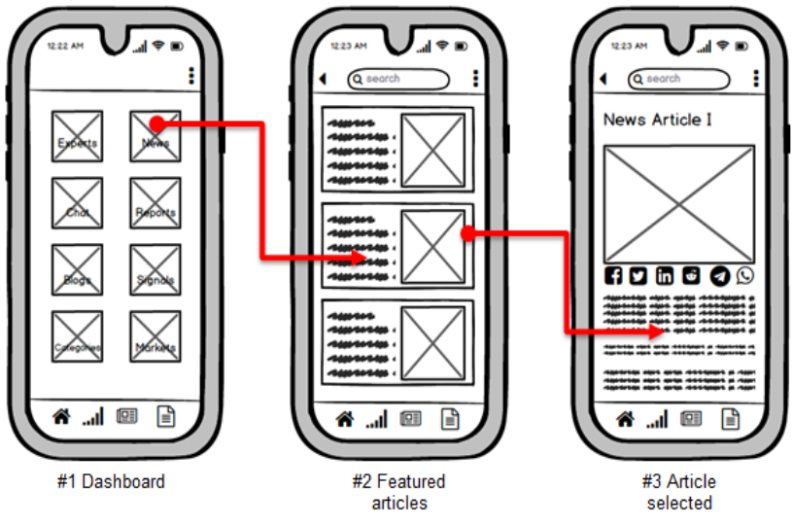 12:22 AM
12:23 AM
12:23 AM
search
search
News Article I
Experts
News
Chat
Reports
Blogs
Signals
Categories
Markets
#1 Dashboard
#2 Featured
articles
#3 Article
selected